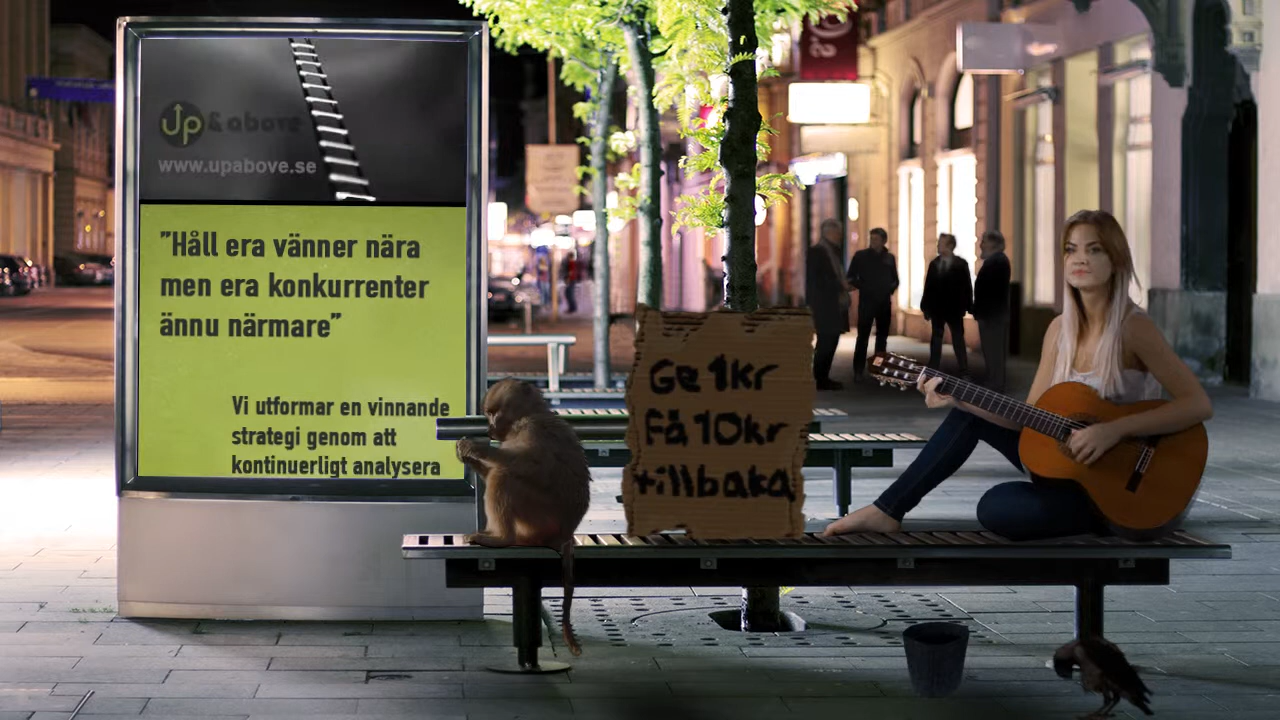 Up & above
www.upabove.se
”Håll era vänner nära
men era konkurrenter
ännu närmare”
Vi utformar en vinnande
strategi genom att
kontinuerligt analysera
Ge 1kr
få 10kr
tillbaka